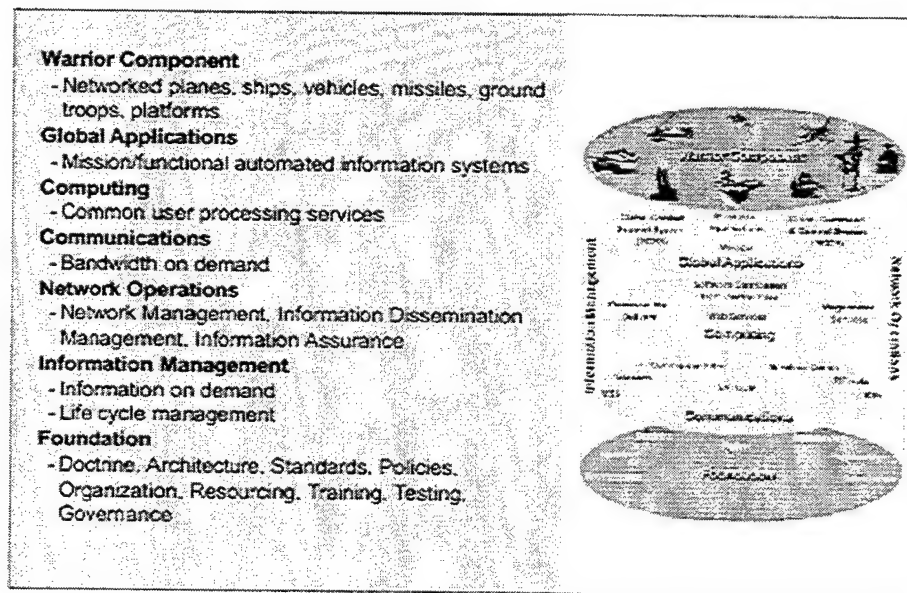 Warrior Component
- Networked planes, ships, vehicles, missiles, ground
troops, platforms
Global Applications
- Mission/functional automated information systems
Computing
- Common user processing services
Communications
- Bandwidth on demand
Network Operations
- Network Management, Information Dissemination
Management, Information Assurance
Information Management
- Information on demand
- Life cycle management
Foundation
- Doctrine, Architecture, Standards, Policies,
Organization, Resourcing, Training, Testing,
Governance
Warrior Component
Global Applications
Computing
Communications
Foundation
Information Management
Network Operations